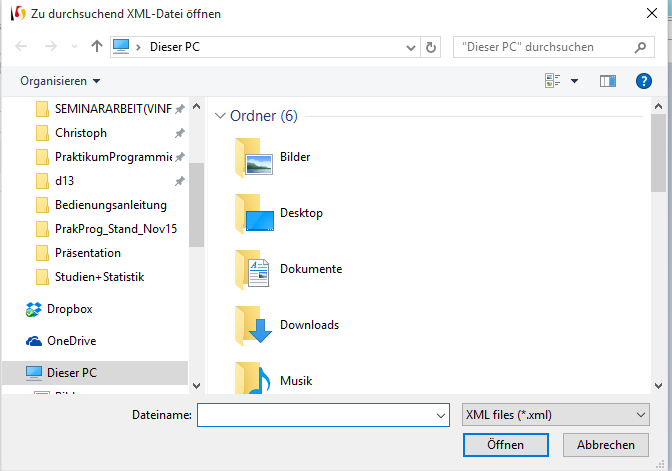 Zu durchsuchend XML-Datei öffnen
Dieser PC
"Dieser PC" durchsuchen
Organisieren
?
SEMINARARBEIT(VINF
Christoph
PraktikumProgrammie
d13
Bedienungsanleitung
PrakProg_Stand_Nov15
Präsentation
Studien+Statistik
Dropbox
OneDrive
Dieser PC
Ordner (6)
Bilder
Desktop
Dokumente
Downloads
Musik
Dateiname:
XML files (*.xml)
Öffnen
Abbrechen